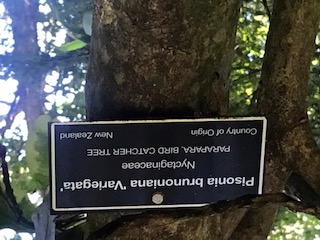 Pisonia brunoniana 'Variegata'
Nyctaginaceae
PARAPARA, BIRD CATCHER TREE
Country of Origin New Zealand